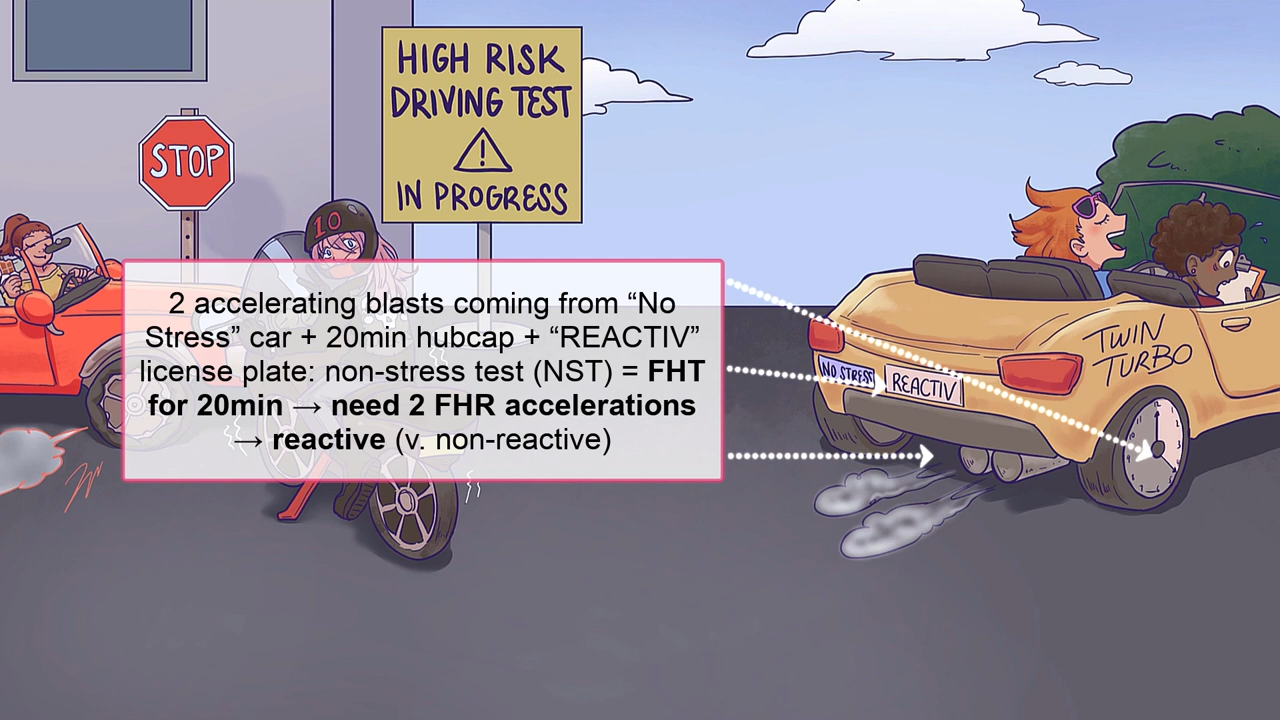 HIGH RISK
DRIVING TEST
!
IN PROGRESS
STOP
10
2 accelerating blasts coming from “No
Stress” car + 20min hubcap + “REACTIV”
license plate: non-stress test (NST) = FHT
for 20min → need 2 FHR accelerations
→ reactive (v. non-reactive)
TWIN
TURBO
NO STRESS
REACTIV